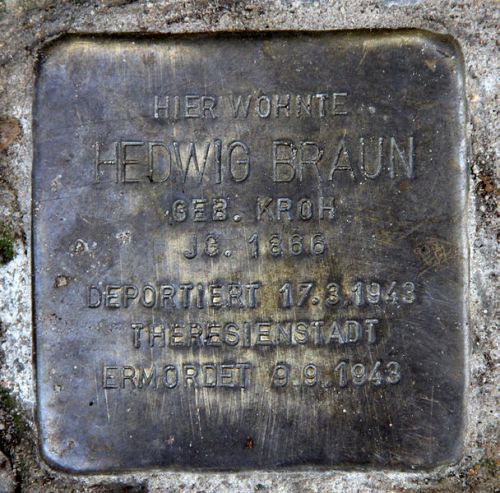 HIER WOHNTE
HEDWIG BRAUN
GEB. KROH
JG. 1866
DEPORTIERT 17.3.1943
THERESIENSTADT
ERMORDET 9.9.1943